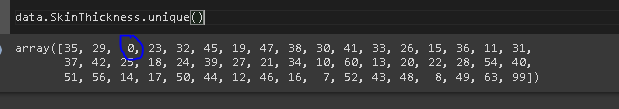 data.SkinThickness.unique()
array([35, 29, 0, 23, 32, 45, 19, 47, 38, 30, 41, 33, 26, 15, 36, 11, 31,
37, 42, 25, 18, 24, 39, 27, 21, 34, 10, 60, 13, 20, 22, 28, 54, 40,
51, 56, 14, 17, 50, 44, 12, 46, 16, 7, 52, 43, 48, 8, 49, 63, 99])